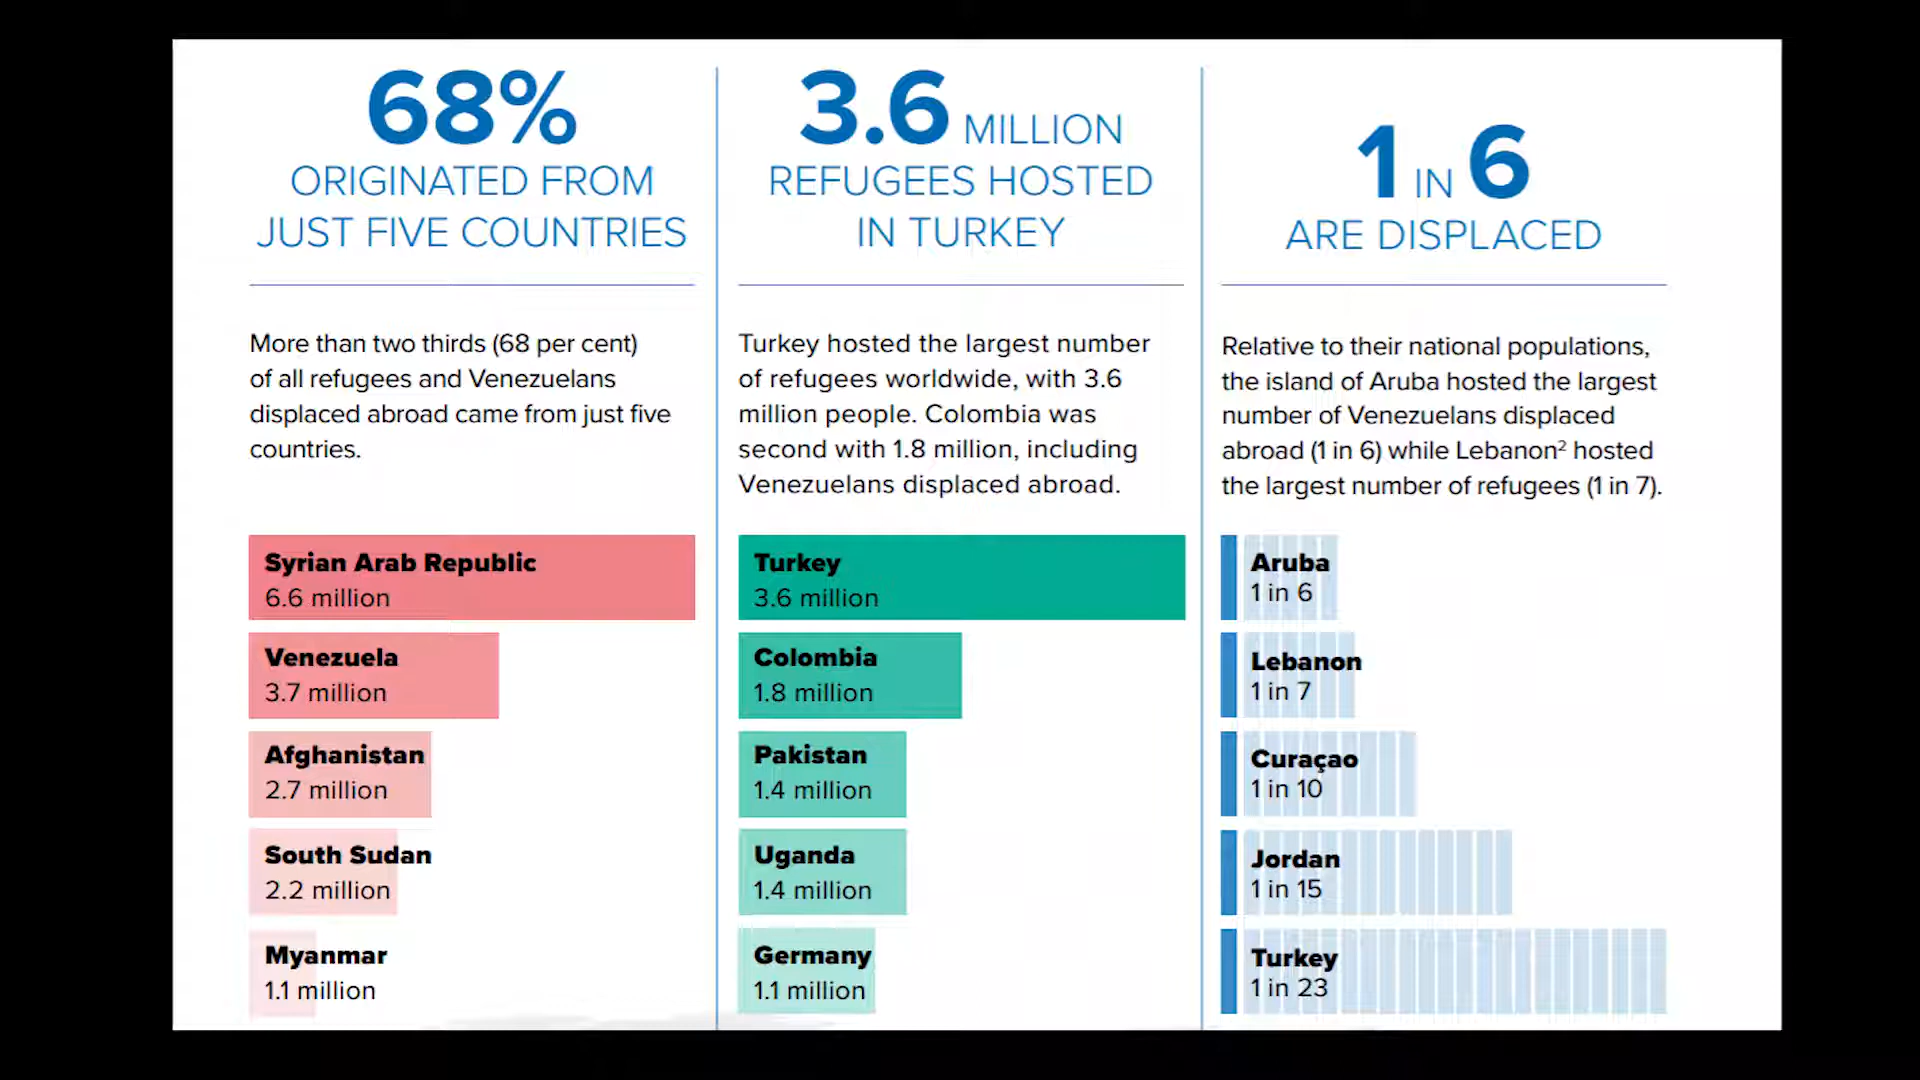 68%
ORIGINATED FROM
JUST FIVE COUNTRIES
More than two thirds (68 per cent)
of all refugees and Venezuelans
displaced abroad came from just five
countries.
Syrian Arab Republic
6.6 million
Venezuela
3.7 million
Afghanistan
2.7 million
South Sudan
2.2 million
Myanmar
1.1 million
3.6 MILLION
REFUGEES HOSTED
IN TURKEY
Turkey hosted the largest number
of refugees worldwide, with 3.6
million people. Colombia was
second with 1.8 million, including
Venezuelans displaced abroad.
Turkey
3.6 million
Colombia
1.8 million
Pakistan
1.4 million
Uganda
1.4 million
Germany
1.1 million
1 IN 6
ARE DISPLACED
Relative to their national populations,
the island of Aruba hosted the largest
number of Venezuelans displaced
abroad (1 in 6) while Lebanon² hosted
the largest number of refugees (1 in 7).
Aruba
1 in 6
Lebanon
1 in 7
Curaçao
1 in 10
Jordan
1 in 15
Turkey
1 in 23